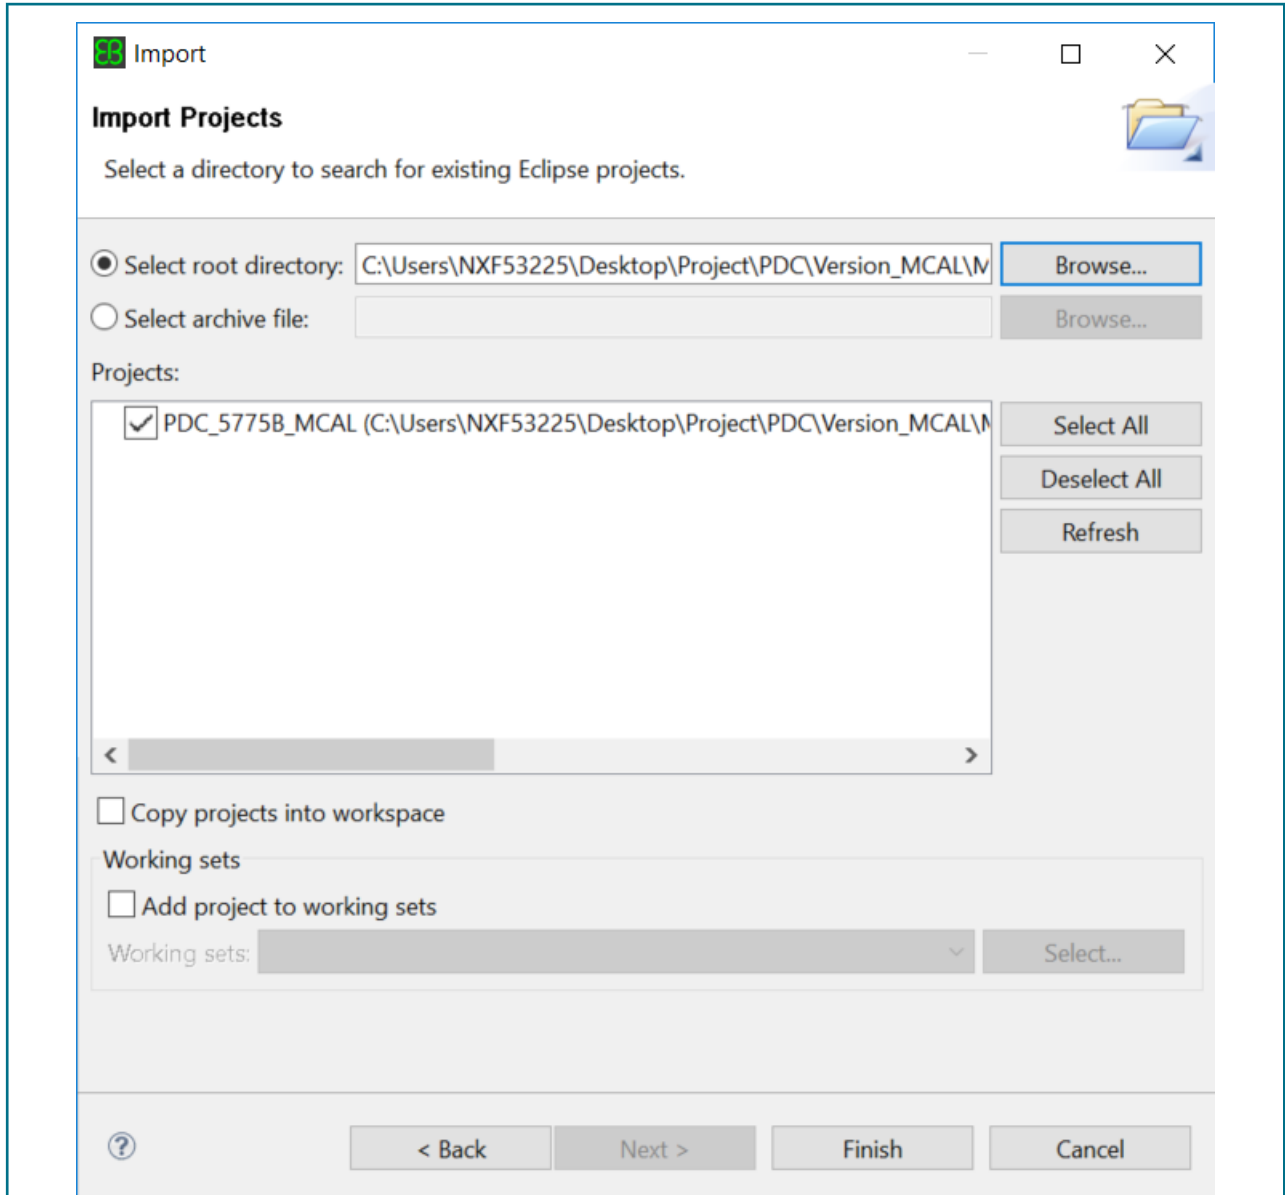 EB Import
Import Projects
Select a directory to search for existing Eclipse projects.
Select root directory: C:\Users\NXF53225\Desktop\Project\PDC\Version_MCAL\M Browse...
Select archive file: Browse...
Projects:
PDC_5775B_MCAL (C:\Users\NXF53225\Desktop\Project\PDC\Version_MCAL\M Select All
Deselect All
Refresh
Copy projects into workspace
Working sets
Add project to working sets
Working sets: Select...
? < Back Next > Finish Cancel